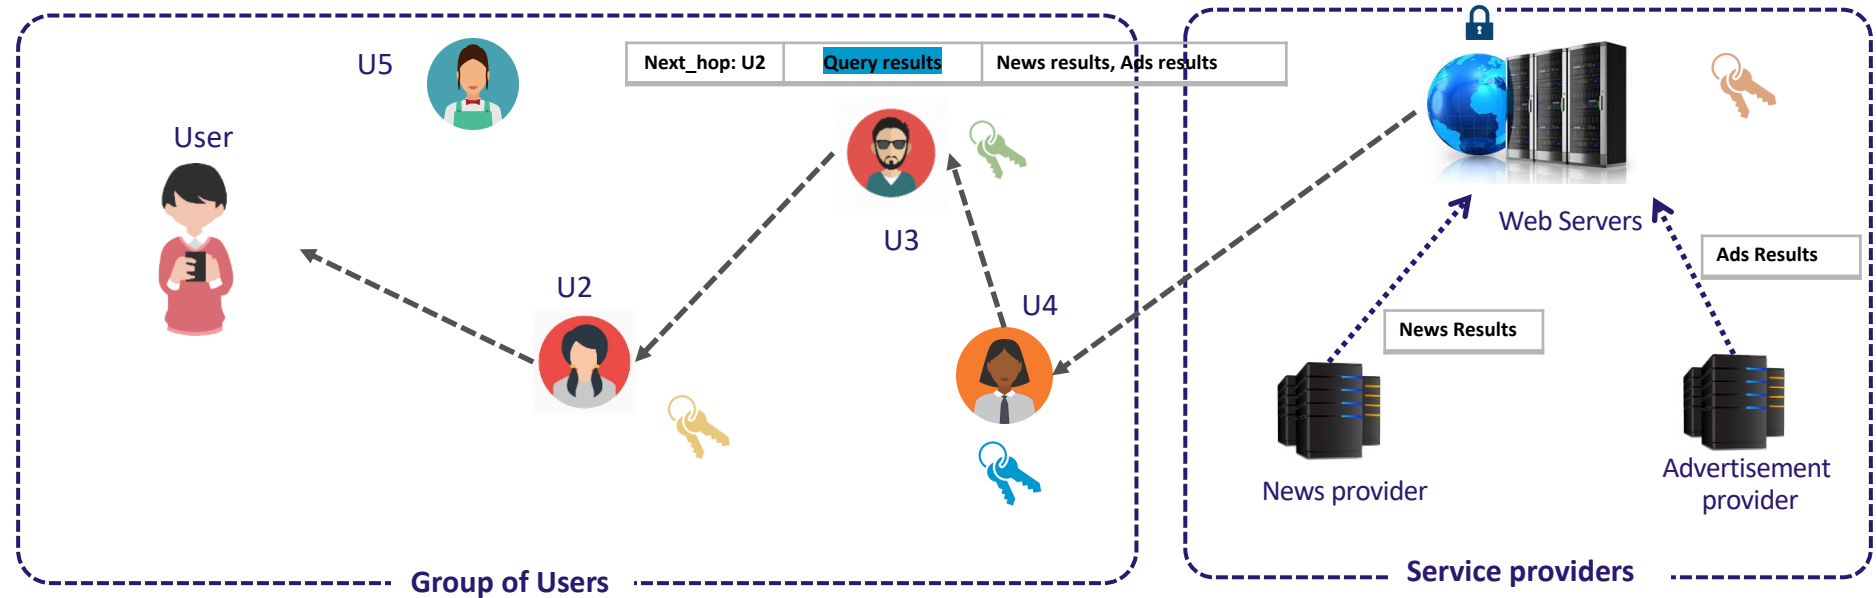 U5
Next_hop: U2
Query results
News results, Ads results
User
U3
Web Servers
Ads Results
U2
U4
News Results
News provider
Advertisement
provider
Group of Users
Service providers